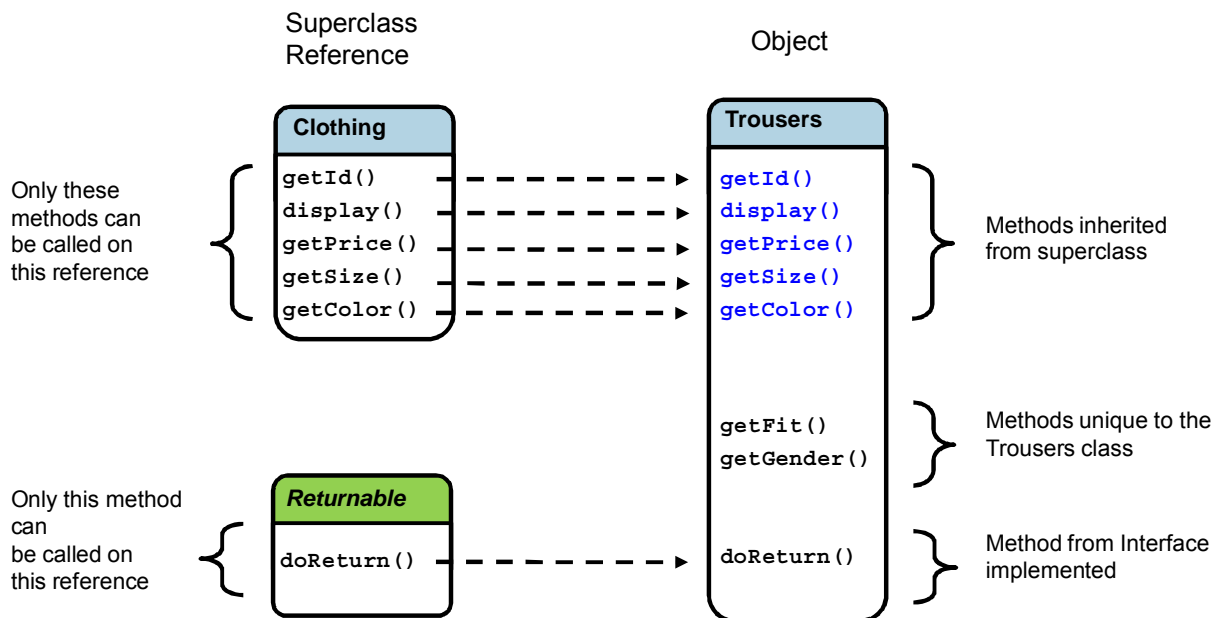 Superclass
Reference
Object
Clothing
Trousers
Only these
methods can
be called on
this reference
getId()
display()
getPrice()
getSize()
getColor()
getId()
display()
getPrice()
getSize()
getColor()
Methods inherited
from superclass
getFit()
getGender()
Methods unique to the
Trousers class
Only this method
can
be called on
this reference
Returnable
doReturn()
doReturn()
Method from Interface
implemented